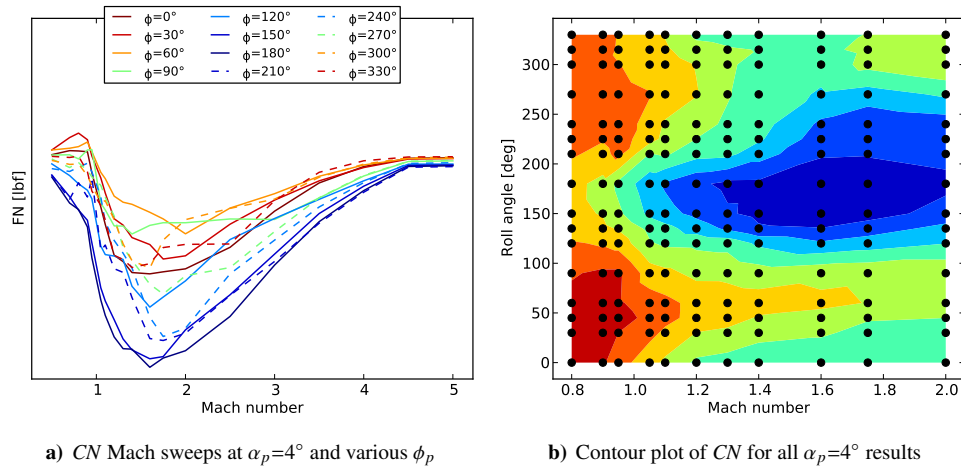 ϕ=0° ϕ=120° ϕ=240°
ϕ=30° ϕ=150° ϕ=270°
ϕ=60° ϕ=180° ϕ=300°
ϕ=90° ϕ=210° ϕ=330°
FN [lbf]
1 2 3 4 5
Mach number
Roll angle [deg]
300
250
200
150
100
50
0
0.8 1.0 1.2 1.4 1.6 1.8 2.0
Mach number
a) CN Mach sweeps at αp=4° and various ϕp
b) Contour plot of CN for all αp=4° results